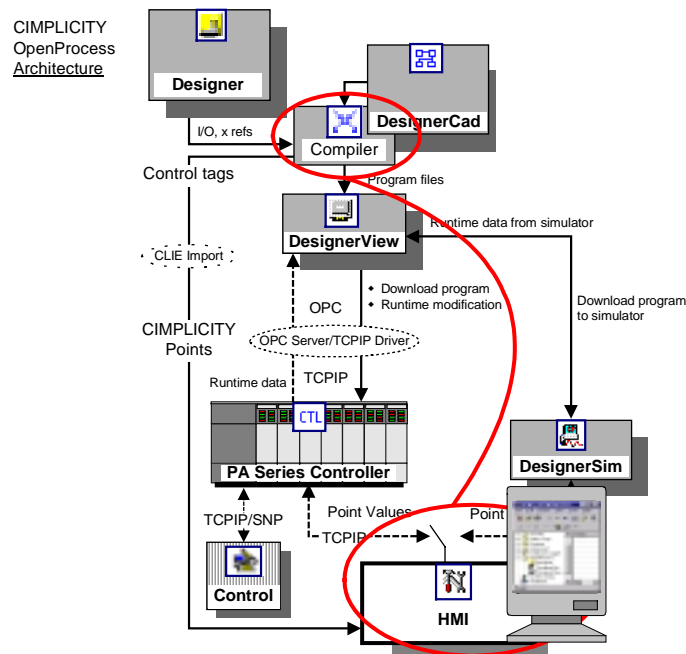 CIMPLICITY
OpenProcess
Architecture
Designer
DesignerCad
I/O, x refs
Compiler
Control tags
Program files
DesignerView
Runtime data from simulator
CLIE Import
Download program
Runtime modification
Download program
to simulator
OPC
CIMPLICITY
Points
OPC Server/TCPIP Driver
TCPIP
Runtime data
CTL
PA Series Controller
DesignerSim
TCPIP/SNP
Point Values
Point
TCPIP
Control
HMI